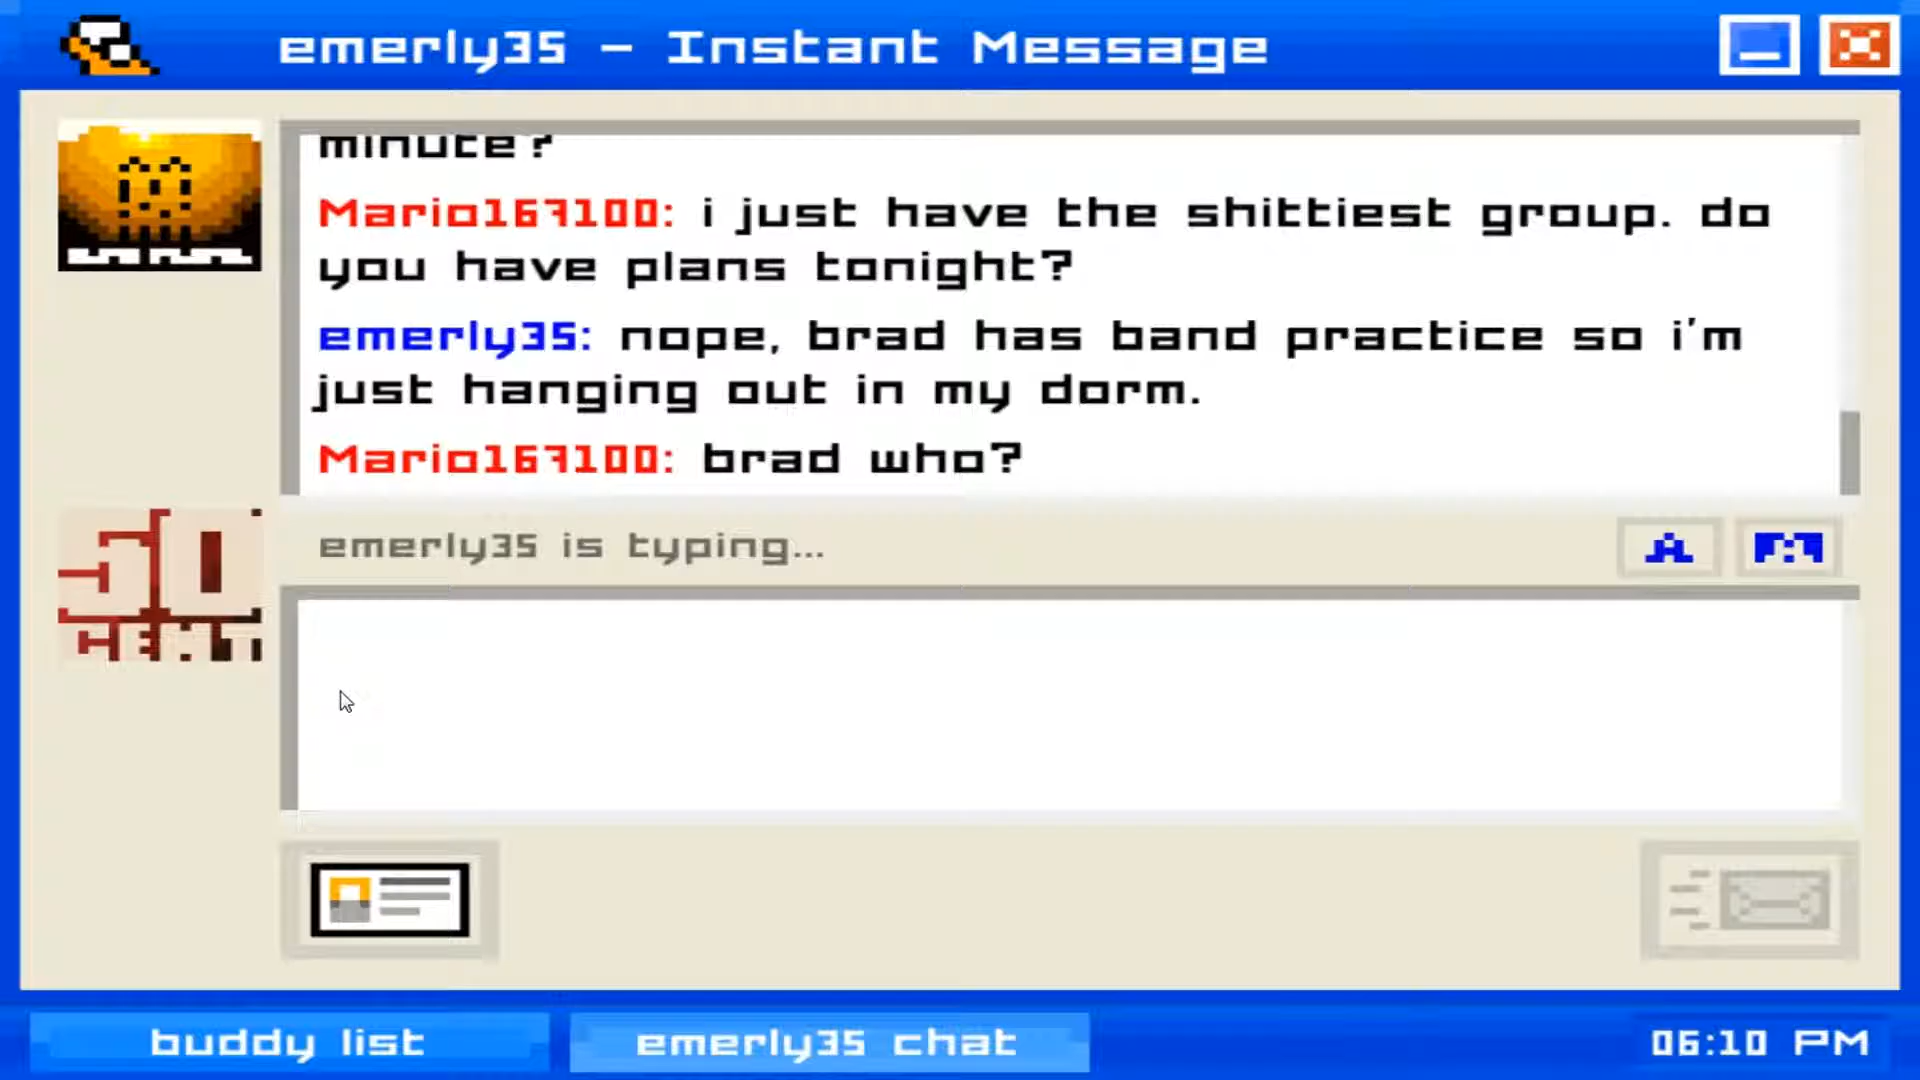 emerly35 - Instant Message
minute?
Mario167100: i just have the shittiest group. do
you have plans tonight?
emerly35: nope, brad has band practice so i'm
just hanging out in my dorm.
Mario167100: brad who?
emerly35 is typing...
A
buddy list
emerly35 chat
06:10 PM